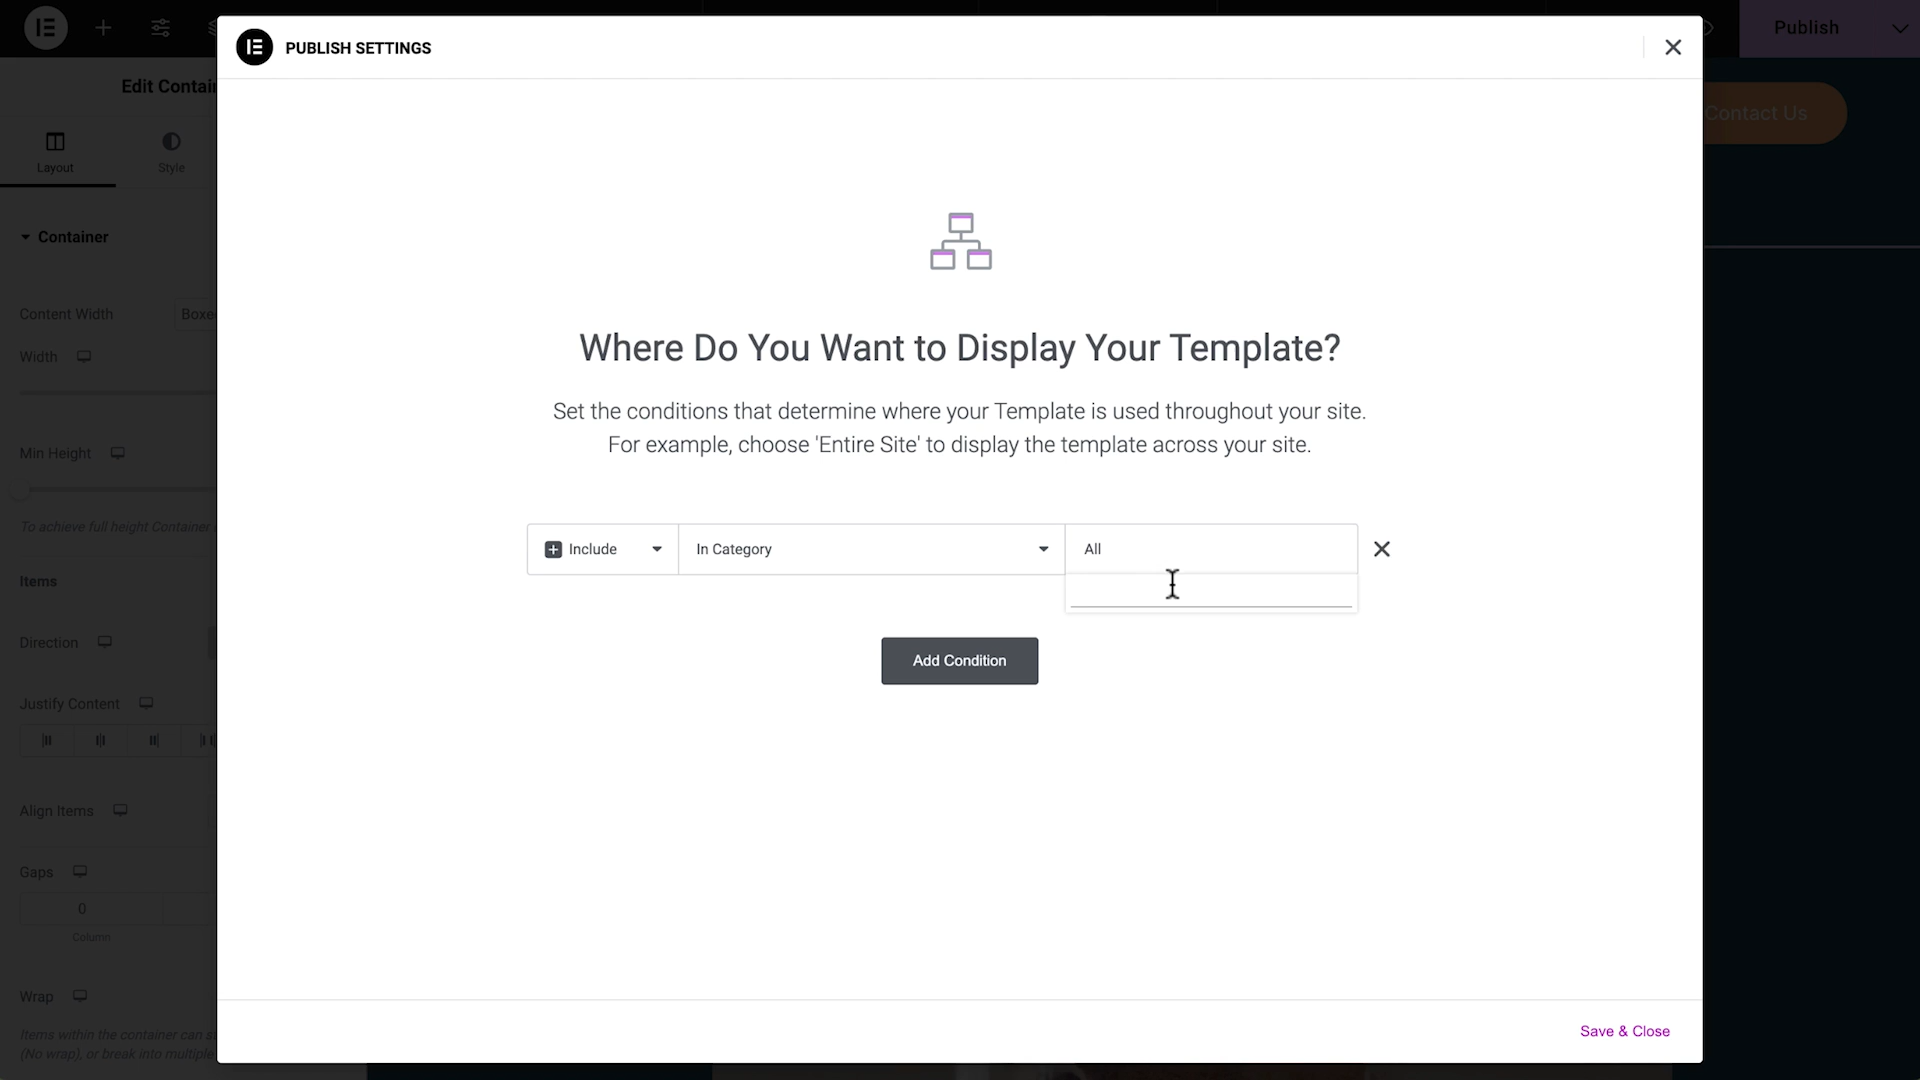 Publish
PUBLISH SETTINGS
Edit Contai
Contact Us
Layout
Style
Container
Content Width
Boxe
Width
Min Height
To achieve full height Container
Items
Direction
Justify Content
Align Items
Gaps
0
Column
Wrap
Items within the container can s
(No wrap), or break into multiple
Where Do You Want to Display Your Template?
Set the conditions that determine where your Template is used throughout your site.
For example, choose 'Entire Site' to display the template across your site.
Include
In Category
All
Add Condition
Save & Close